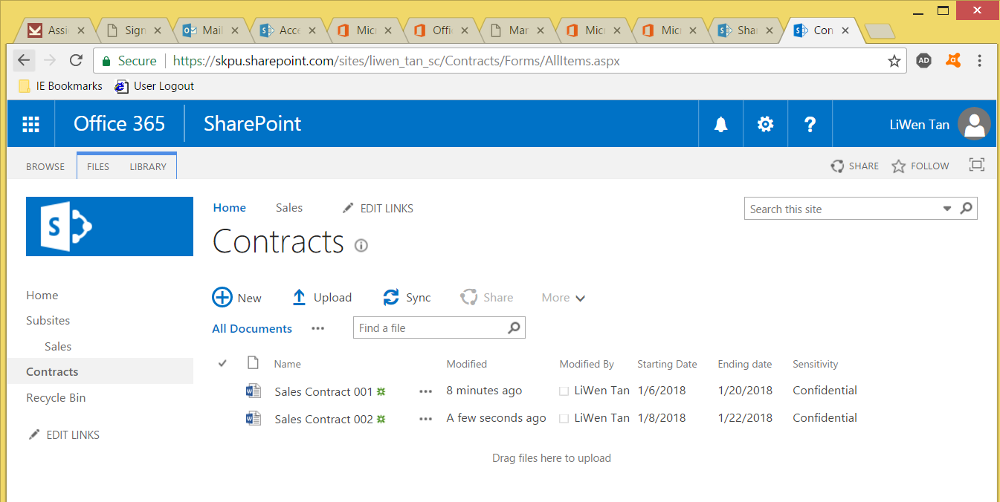 Assi Sign Mail Acce Micr Offi Mar Micr Micr Shar Con
Secure https://skpu.sharepoint.com/sites/liwen_tan_sc/Contracts/Forms/AllItems.aspx AD
IE Bookmarks User Logout
Office 365 SharePoint ? LiWen Tan
BROWSE FILES LIBRARY SHARE FOLLOW
S Home Sales EDIT LINKS Search this site
Contracts
Home
Subsites
Sales
Contracts
Recycle Bin
EDIT LINKS
New Upload Sync Share More
All Documents ••• Find a file
Name Modified Modified By Starting Date Ending date Sensitivity
Sales Contract 001 ••• 8 minutes ago LiWen Tan 1/6/2018 1/20/2018 Confidential
Sales Contract 002 ••• A few seconds ago LiWen Tan 1/8/2018 1/22/2018 Confidential
Drag files here to upload